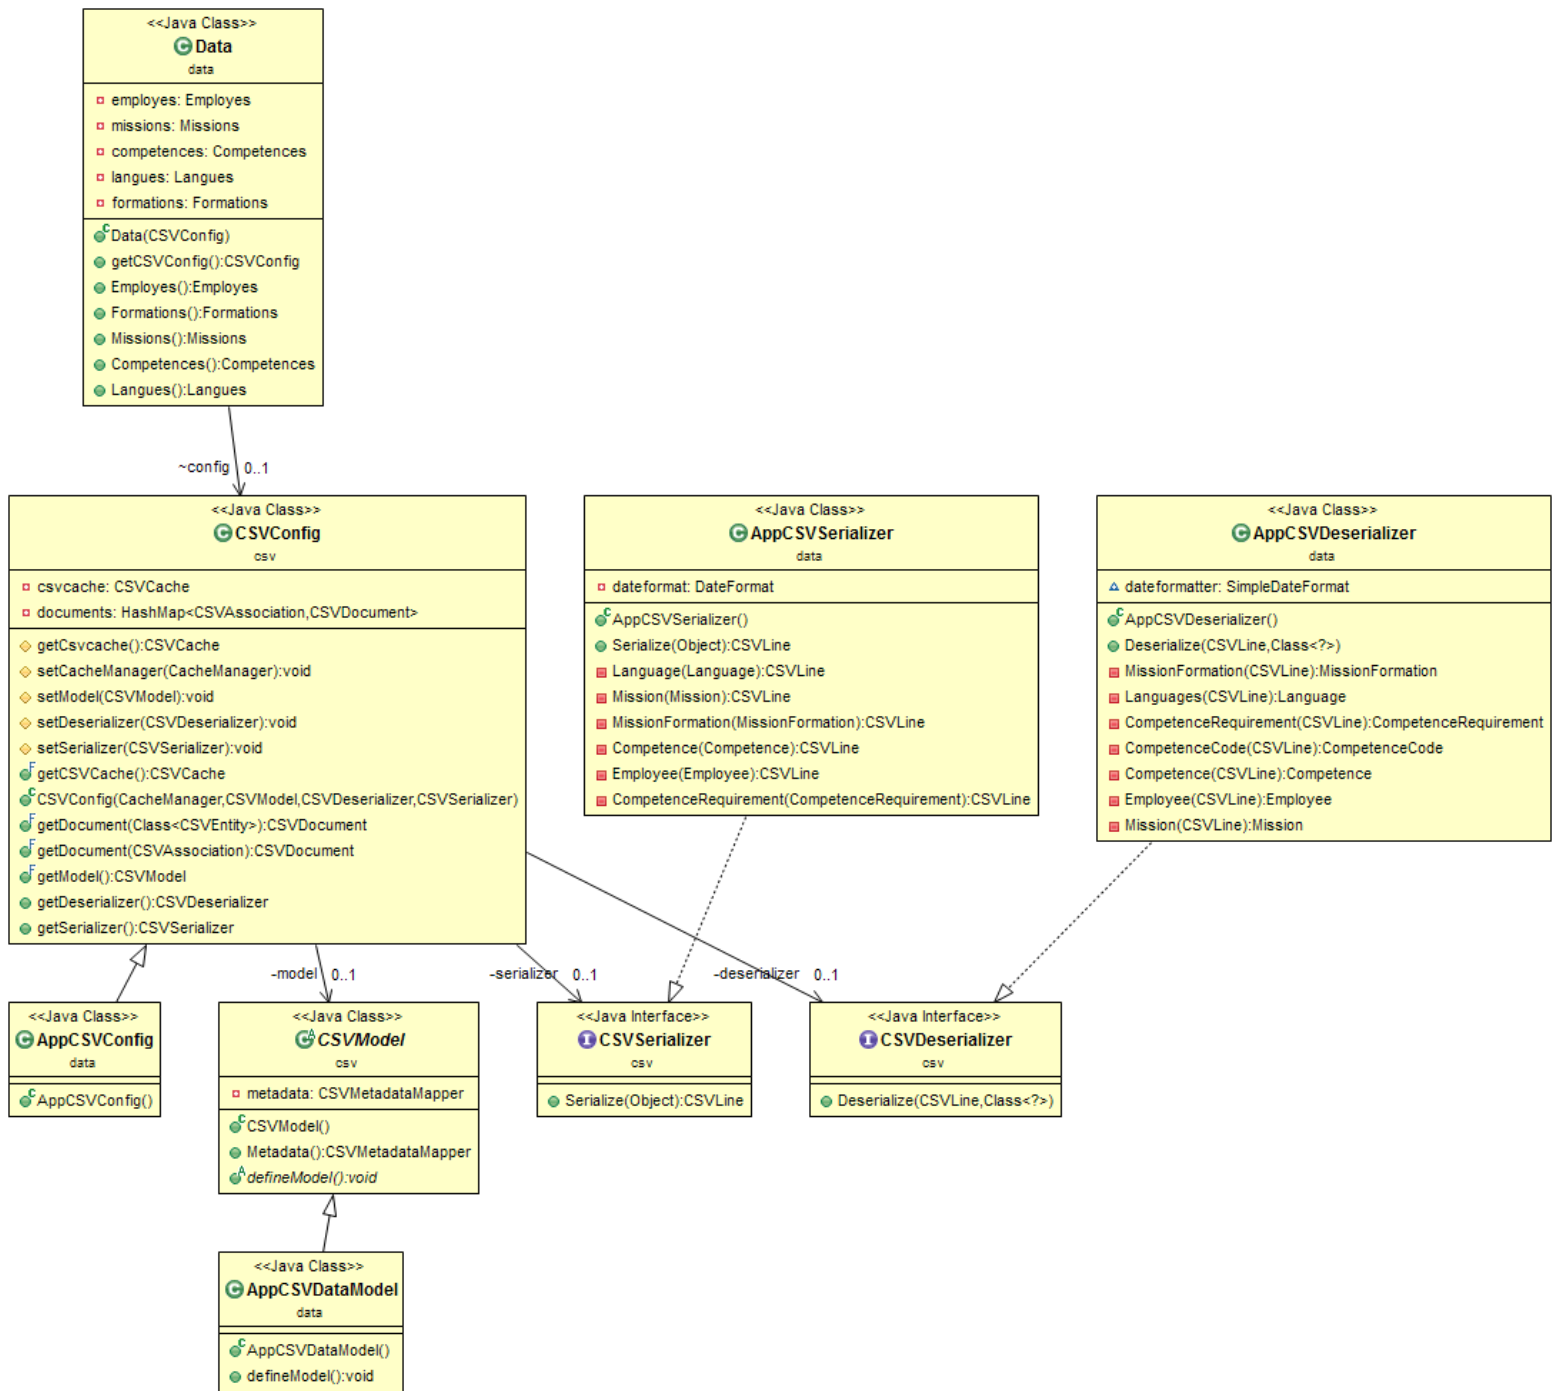 <<Java Class>>
Data
data
employes: Employes
missions: Missions
competences: Competences
langues: Langues
formations: Formations
Data(CSVConfig)
getCSVConfig():CSVConfig
Employes():Employes
Formations():Formations
Missions():Missions
Competences():Competences
Langues():Langues
~config 0..1
<<Java Class>>
CSVConfig
csv
csvcache: CSVCache
documents: HashMap<CSVAssociation,CSVDocument>
getCsvcache():CSVCache
setCacheManager(CacheManager):void
setModel(CSVModel):void
setDeserializer(CSVDeserializer):void
setSerializer(CSVSerializer):void
getCSVCache():CSVCache
CSVConfig(CacheManager,CSVModel,CSVDeserializer,CSVSerializer)
getDocument(Class<CSVEntity>):CSVDocument
getDocument(CSVAssociation):CSVDocument
getModel():CSVModel
getDeserializer():CSVDeserializer
getSerializer():CSVSerializer
<<Java Class>>
AppCSVSerializer
data
dateformat: DateFormat
AppCSVSerializer()
Serialize(Object):CSVLine
Language(Language):CSVLine
Mission(Mission):CSVLine
MissionFormation(MissionFormation):CSVLine
Competence(Competence):CSVLine
Employee(Employee):CSVLine
CompetenceRequirement(CompetenceRequirement):CSVLine
<<Java Class>>
AppCSVDeserializer
data
dateformatter: SimpleDateFormat
AppCSVDeserializer()
Deserialize(CSVLine,Class<?>)
MissionFormation(CSVLine):MissionFormation
Languages(CSVLine):Language
CompetenceRequirement(CSVLine):CompetenceRequirement
CompetenceCode(CSVLine):CompetenceCode
Competence(CSVLine):Competence
Employee(CSVLine):Employee
Mission(CSVLine):Mission
-model 0..1
-serializer 0..1
-deserializer 0..1
<<Java Class>>
AppCSVConfig
data
AppCSVConfig()
<<Java Class>>
CSVModel
csv
metadata: CSVMetadataMapper
CSVModel()
Metadata():CSVMetadataMapper
defineModel():void
<<Java Interface>>
CSVSerializer
csv
Serialize(Object):CSVLine
<<Java Interface>>
CSVDeserializer
csv
Deserialize(CSVLine,Class<?>)
<<Java Class>>
AppCSVDataModel
data
AppCSVDataModel()
defineModel():void